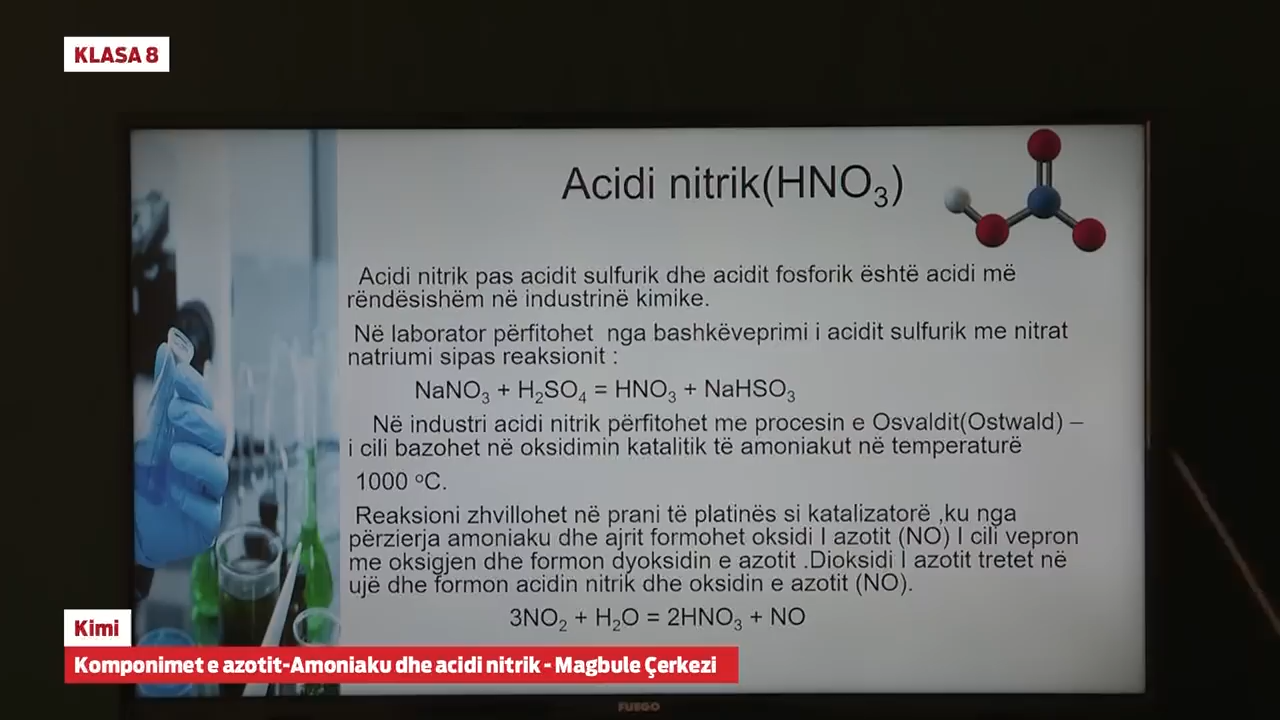 KLASA 8
Acidi nitrik(HNO₃)
Acidi nitrik pas acidit sulfurik dhe acidit fosforik është acidi më
rëndësishëm në industrinë kimike.
Në laborator përfitohet nga bashkëveprimi i acidit sulfurik me nitrat
natriumi sipas reaksionit :
NaNO₃ + H₂SO₄ = HNO₃ + NaHSO₃
Në industri acidi nitrik përfitohet me procesin e Osvaldit(Ostwald) –
i cili bazohet në oksidimin katalitik të amoniakut në temperaturë
1000 ºC.
Reaksioni zhvillohet në prani të platinës si katalizatorë ,ku nga
përzierja amoniaku dhe ajrit formohet oksidi I azotit (NO) I cili vepron
me oksigjen dhe formon dyoksidin e azotit .Dioksidi I azotit tretet në
ujë dhe formon acidin nitrik dhe oksidin e azotit (NO).
3NO₂ + H₂O = 2HNO₃ + NO
Kimi
Komponimet e azotit-Amoniaku dhe acidi nitrik - Magbule Çerkezi
FUEGO